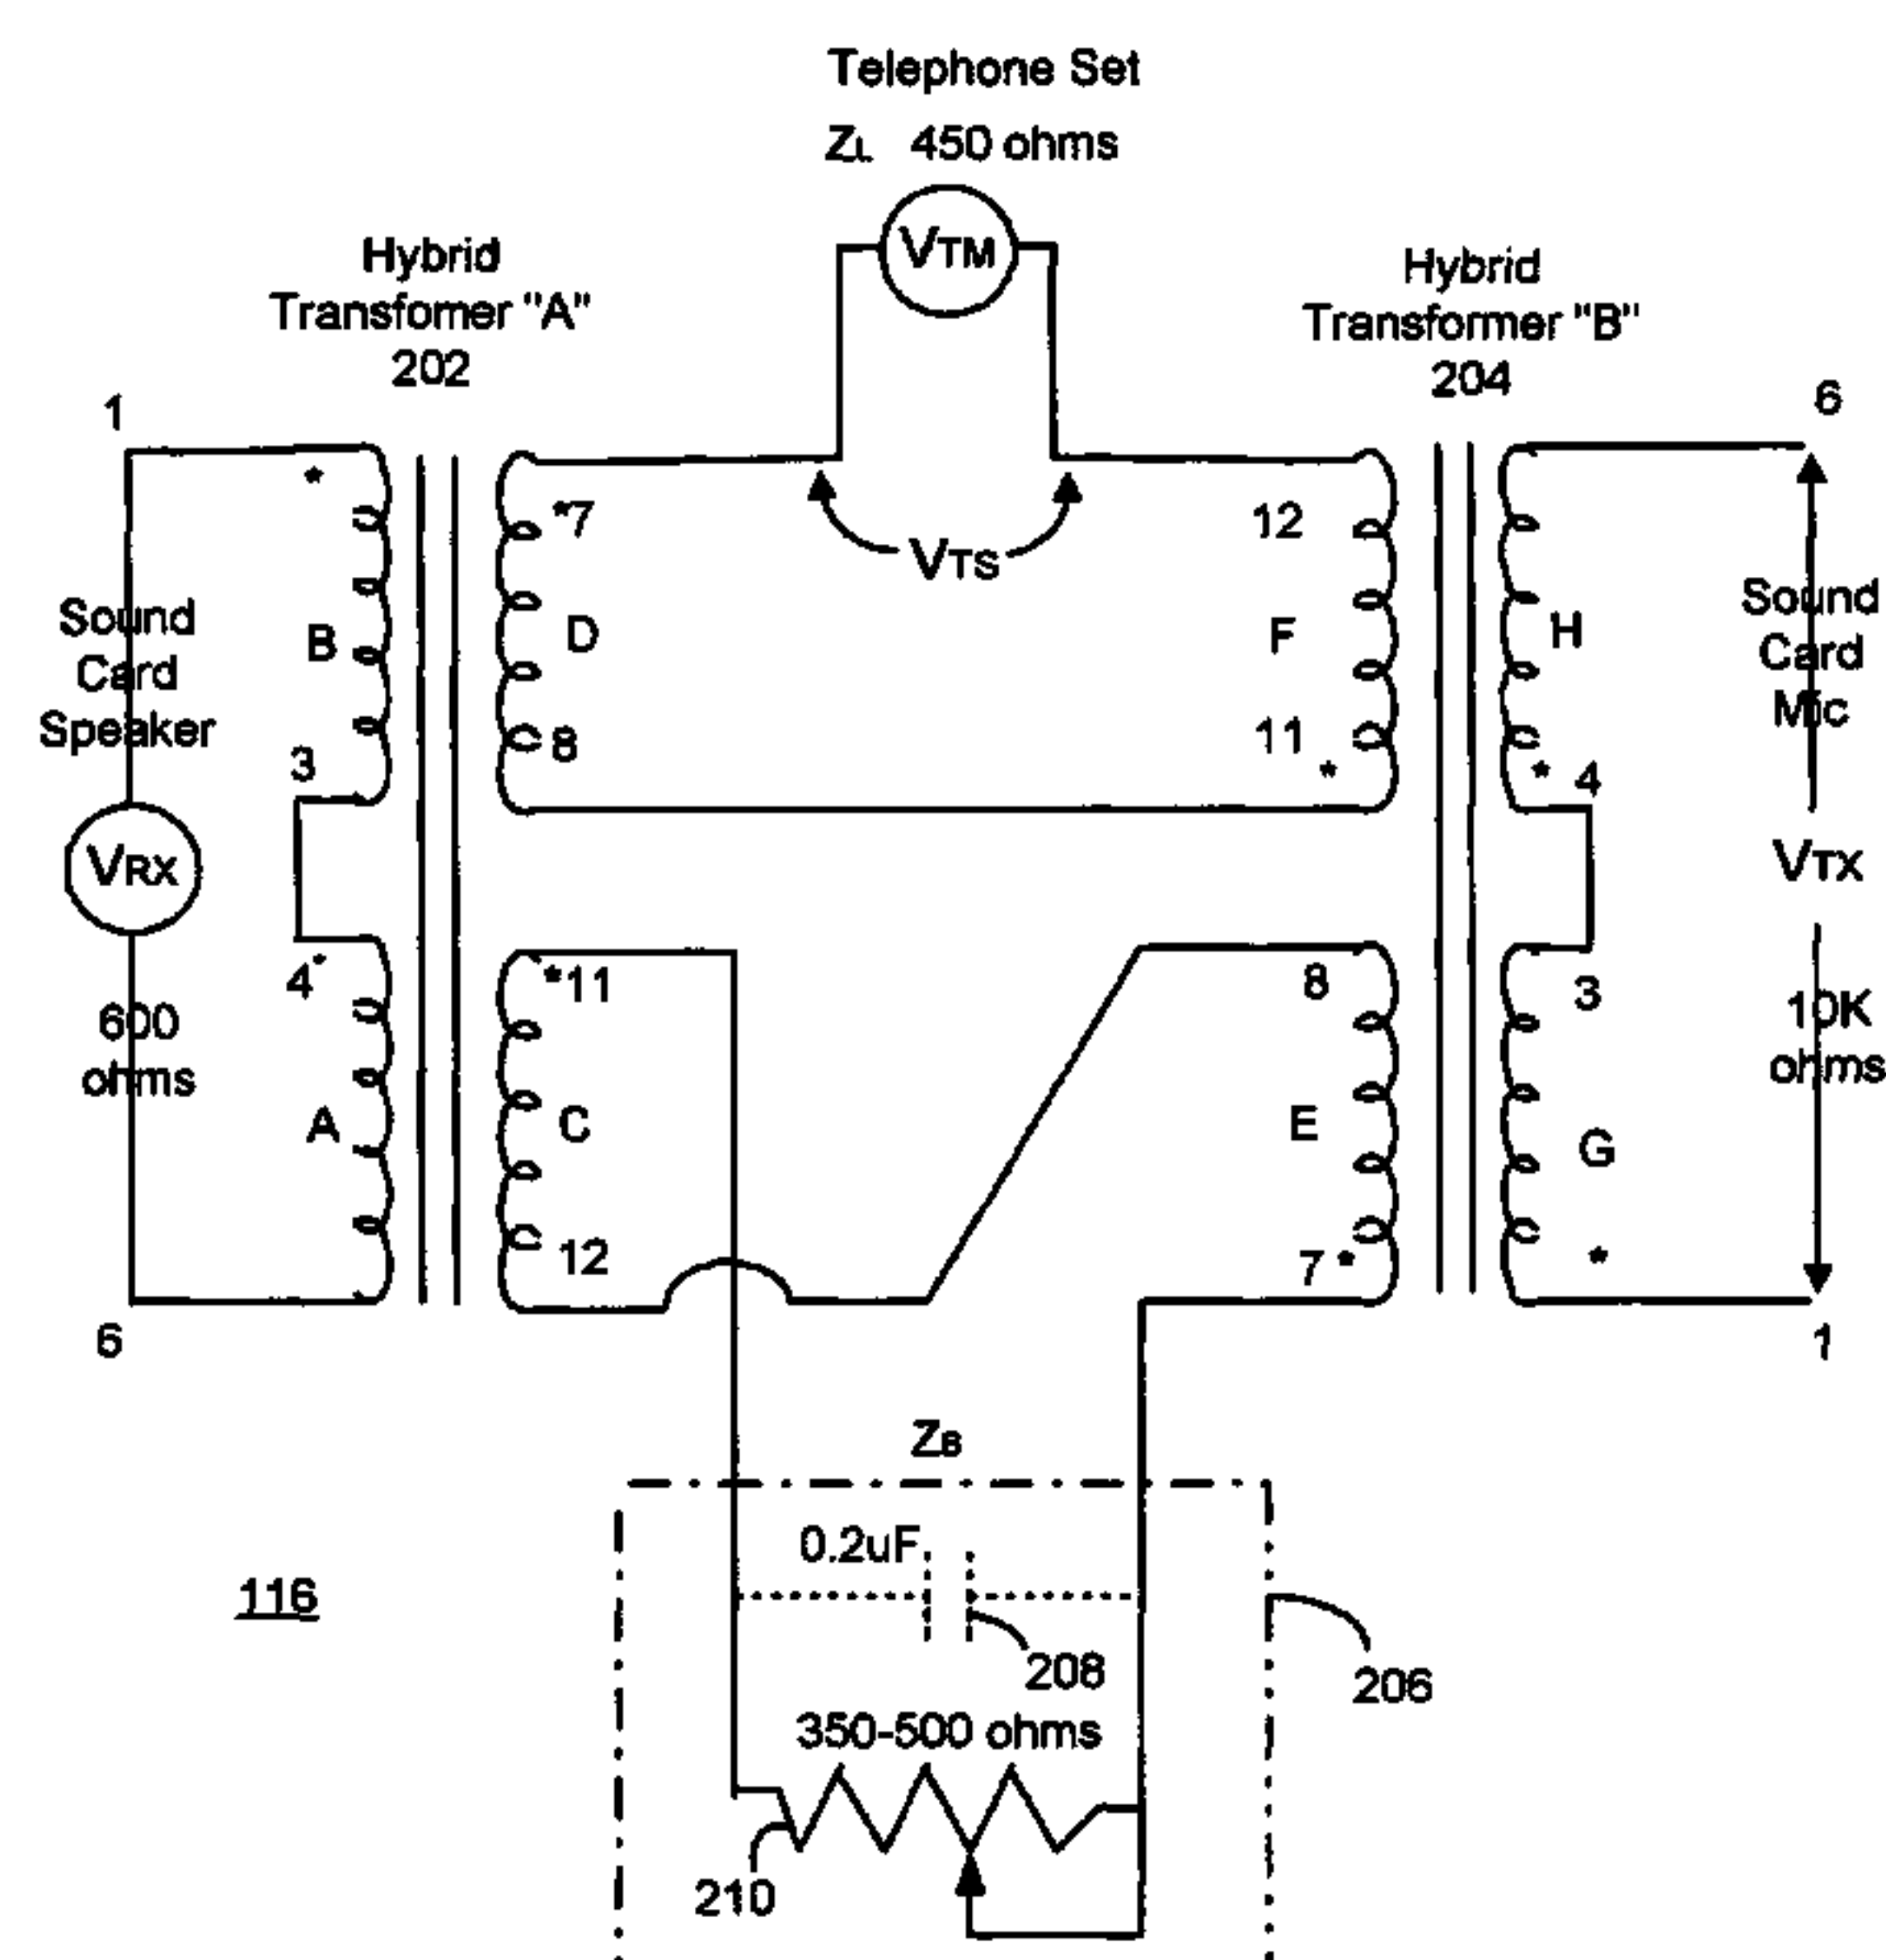 Telephone Set
ZL 450 ohms
VTM
Hybrid
Transfomer "A"
202
Hybrid
Transformer "B"
204
1
6
*
*7
12
VTS
Sound
Card
Speaker
B
D
F
H
Sound
Card
Mic
3
8
11
*
* 4
VRX
VTX
4*
*11
8
3
600
ohms
10K
ohms
A
C
E
G
12
7 *
*
6
1
ZB
0.2uF
116
208
206
350-500 ohms
210